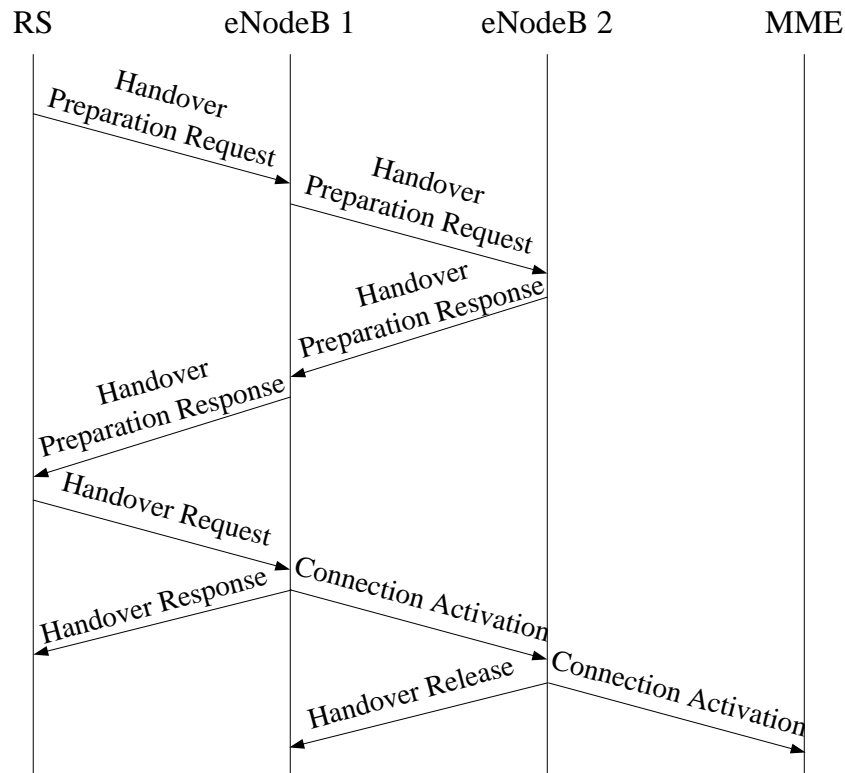 RS
eNodeB 1
eNodeB 2
MME
Handover
Preparation Request
Handover
Preparation Request
Handover
Preparation Response
Handover
Preparation Response
Handover Request
Connection Activation
Handover Response
Connection Activation
Handover Release